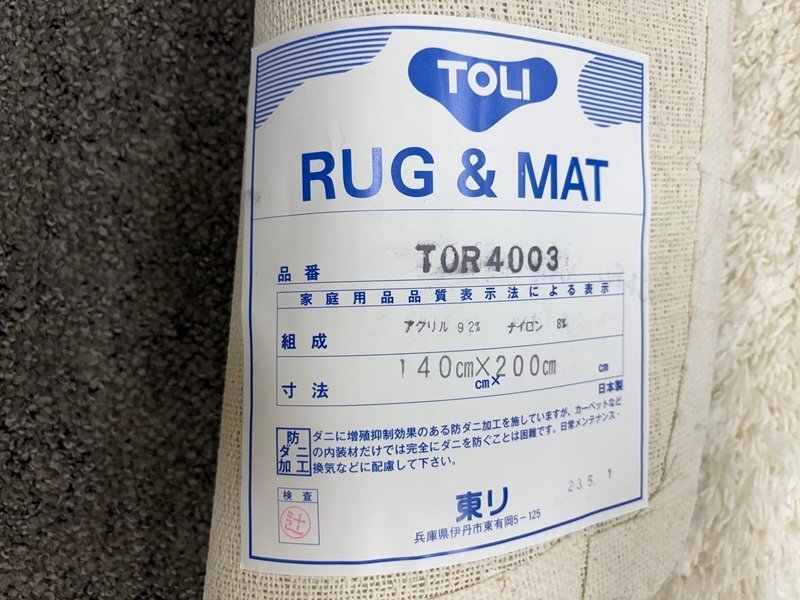 TOLI
RUG & MAT
品番 TOR4003
家庭用品品質表示法による表示
組成 アクリル 92% ナイロン 8%
寸法 140cm×200cm cm× cm
日本製
防ダニ加工
ダニに増殖抑制効果のある防ダニ加工を施していますが、カーペットなど
の内装材だけでは完全にダニを防ぐことは困難です。日常メンテナンス・
換気などに配慮して下さい。
検査
計
23.5.1
東リ
兵庫県伊丹市東有岡5-125